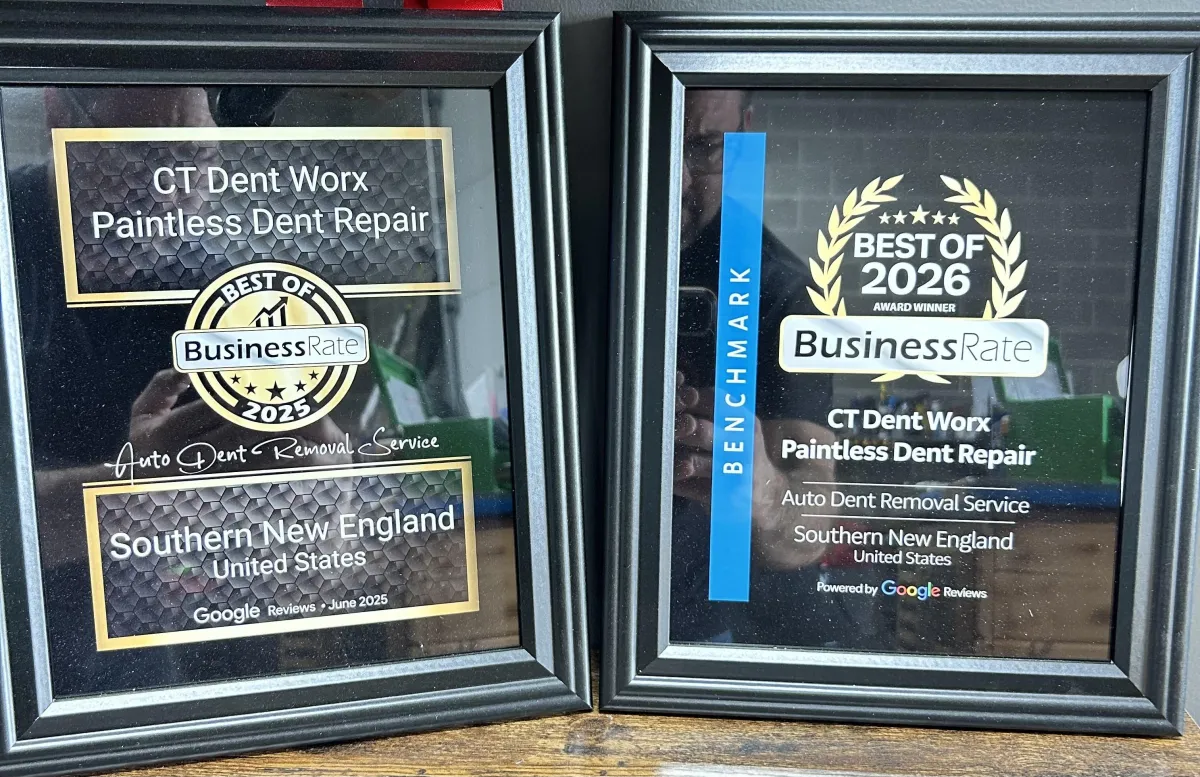 CT Dent Worx
Paintless Dent Repair
BEST OF
BusinessRate
2025
Auto Dent Removal Service
Southern New England
United States
Google Reviews • June 2025
BENCHMARK
BEST OF
2026
AWARD WINNER
BusinessRate
CT Dent Worx
Paintless Dent Repair
Auto Dent Removal Service
Southern New England
United States
Powered by Google Reviews